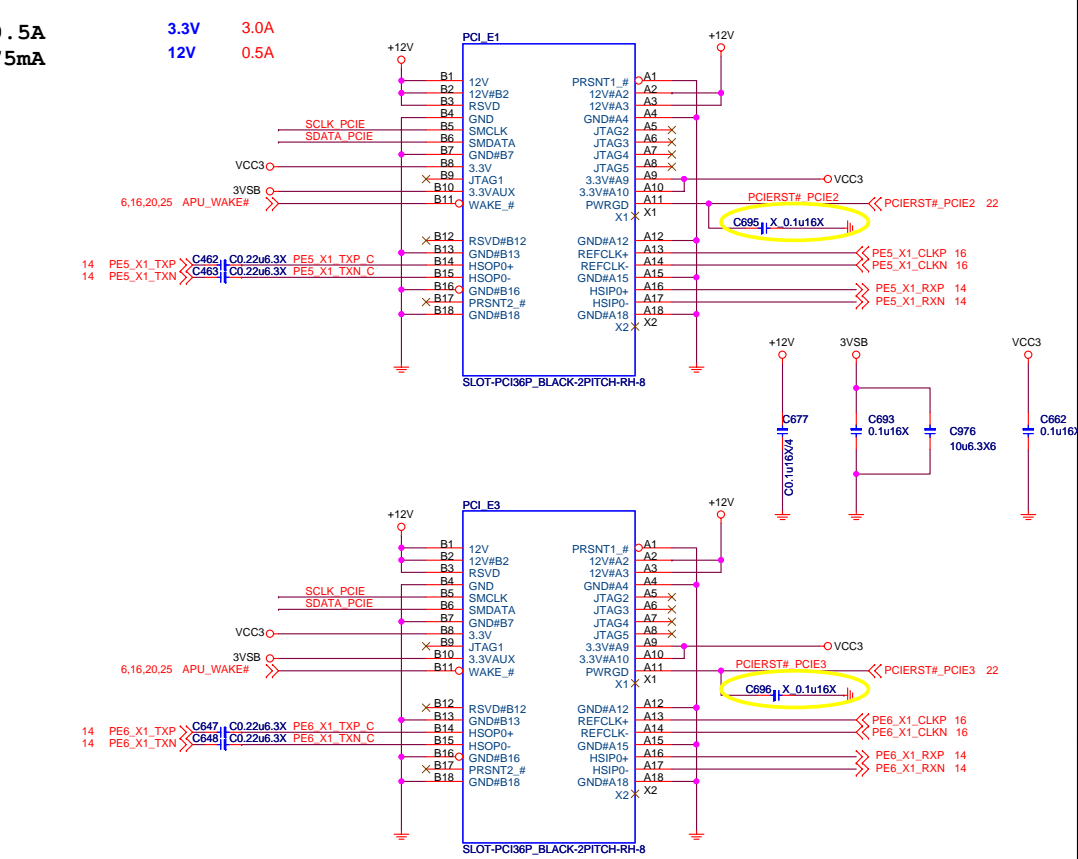 0.5A
75mA
3.3V 3.0A
12V 0.5A
PCI_E1
+12V
+12V
B1 12V PRSNT1_# A1
B2 12V#B2 12V#A2 A2
B3 RSVD 12V#A3 A3
B4 GND GND#A4 A4
SCLK_PCIE B5 SMCLK JTAG2 A5
SDATA_PCIE B6 SMDATA JTAG3 A6
B7 GND#B7 JTAG4 A7
VCC3 B8 3.3V JTAG5 A8
B9 JTAG1 3.3V#A9 A9 VCC3
3VSB B10 3.3VAUX 3.3V#A10 A10
6,16,20,25 APU_WAKE# B11 WAKE_# PWRGD A11 PCIERST#_PCIE2 PCIERST#_PCIE2 22
X1 X1
C695 X_0.1u16X
B12 RSVD#B12 GND#A12 A12
B13 GND#B13 REFCLK+ A13 PE5_X1_CLKP 16
14 PE5_X1_TXP C462 C0.22u6.3X PE5_X1_TXP_C B14 HSOP0+ REFCLK- A14 PE5_X1_CLKN 16
14 PE5_X1_TXN C463 C0.22u6.3X PE5_X1_TXN_C B15 HSOP0- GND#A15 A15
B16 GND#B16 HSIP0+ A16 PE5_X1_RXP 14
B17 PRSNT2_# HSIP0- A17 PE5_X1_RXN 14
B18 GND#B18 GND#A18 A18
X2 X2
SLOT-PCI36P_BLACK-2PITCH-RH-8
+12V 3VSB VCC3
C677 C693 C662
0.1u16X C976 0.1u16X
10u6.3X6
C0.1u16X/4
PCI_E3
+12V
+12V
B1 12V PRSNT1_# A1
B2 12V#B2 12V#A2 A2
B3 RSVD 12V#A3 A3
B4 GND GND#A4 A4
SCLK_PCIE B5 SMCLK JTAG2 A5
SDATA_PCIE B6 SMDATA JTAG3 A6
B7 GND#B7 JTAG4 A7
VCC3 B8 3.3V JTAG5 A8
B9 JTAG1 3.3V#A9 A9 VCC3
3VSB B10 3.3VAUX 3.3V#A10 A10
6,16,20,25 APU_WAKE# B11 WAKE_# PWRGD A11 PCIERST#_PCIE3 PCIERST#_PCIE3 22
X1 X1
C696 X_0.1u16X
B12 RSVD#B12 GND#A12 A12
B13 GND#B13 REFCLK+ A13 PE6_X1_CLKP 16
14 PE6_X1_TXP C647 C0.22u6.3X PE6_X1_TXP_C B14 HSOP0+ REFCLK- A14 PE6_X1_CLKN 16
14 PE6_X1_TXN C648 C0.22u6.3X PE6_X1_TXN_C B15 HSOP0- GND#A15 A15
B16 GND#B16 HSIP0+ A16 PE6_X1_RXP 14
B17 PRSNT2_# HSIP0- A17 PE6_X1_RXN 14
B18 GND#B18 GND#A18 A18
X2 X2
SLOT-PCI36P_BLACK-2PITCH-RH-8